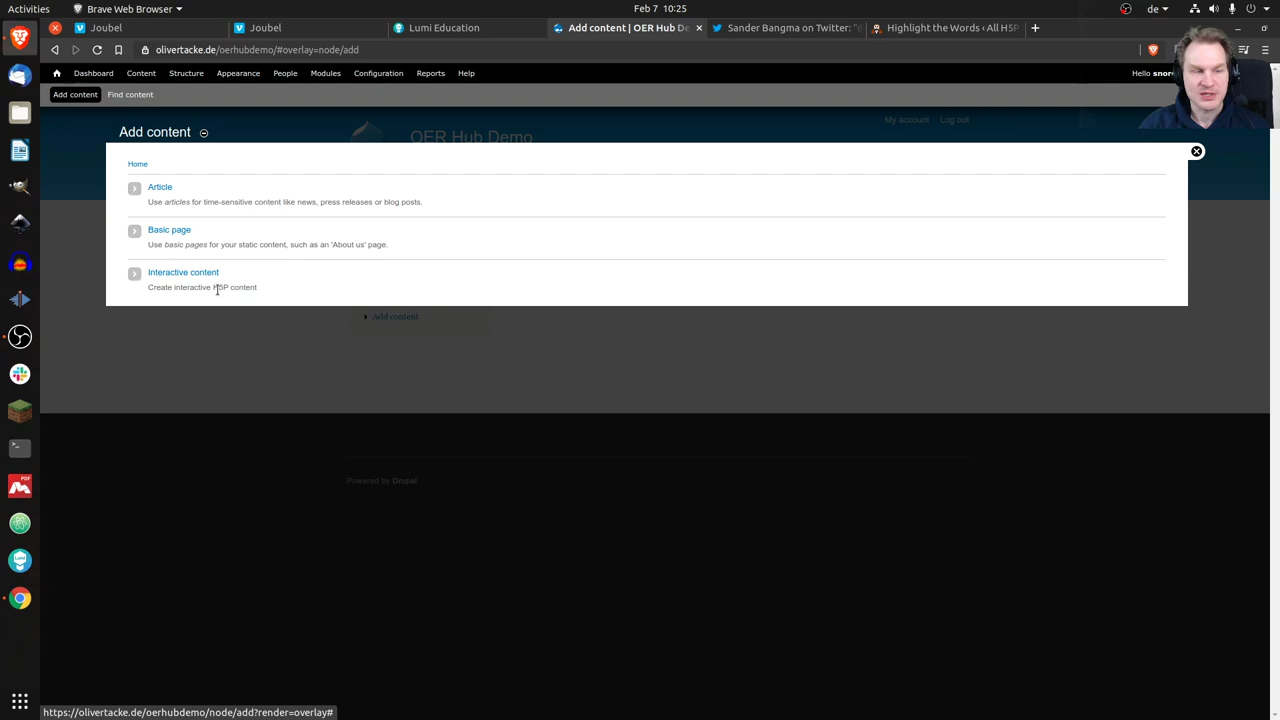 Activities
Brave Web Browser
Feb 7 10:25
de
Joubel
Joubel
Lumi Education
Add content | OER Hub D
Sander Bangma on Twitter: "@
Highlight the Words ‹ All H5P
olivertacke.de/oerhubdemo/#overlay=node/add
Dashboard
Content
Structure
Appearance
People
Modules
Configuration
Reports
Help
Hello snor
Add content
Find content
My account
Log out
OER Hub Demo
Add content
Home
Article
Use articles for time-sensitive content like news, press releases or blog posts.
Basic page
Use basic pages for your static content, such as an 'About us' page.
Interactive content
Create interactive H5P content
Add content
Powered by Drupal
PDF
Lumi
https://olivertacke.de/oerhubdemo/node/add?render=overlay#